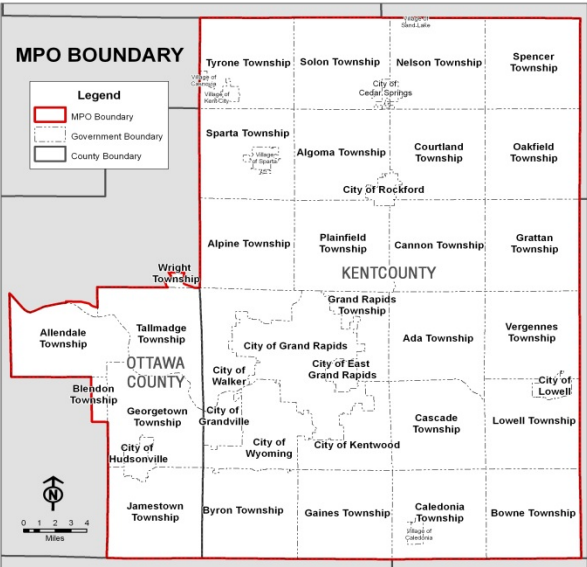 MPO BOUNDARY
Legend
MPO Boundary
Government Boundary
County Boundary
Village of
Sand Lake
Tyrone Township
Solon Township
Nelson Township
Spencer
Township
Village of
Casnovia
Village of
Kent City
City of
Cedar Springs
Sparta Township
Village
of Sparta
Algoma Township
Courtland
Township
Oakfield
Township
City of Rockford
Alpine Township
Plainfield
Township
Cannon Township
Grattan
Township
Wright
Township
KENTCOUNTY
Grand Rapids
Township
Allendale
Township
Tallmadge
Township
City of Grand Rapids
Ada Township
Vergennes
Township
OTTAWA
COUNTY
City of
Walker
City of East
Grand Rapids
Blendon
Township
City of
Lowell
Georgetown
Township
City of
Grandville
Cascade
Township
Lowell Township
City of
Hudsonville
City of
Wyoming
City of Kentwood
N
Jamestown
Township
Byron Township
Gaines Township
Caledonia
Township
Bowne Township
Village of
Caledonia
0 1 2 3 4
Miles